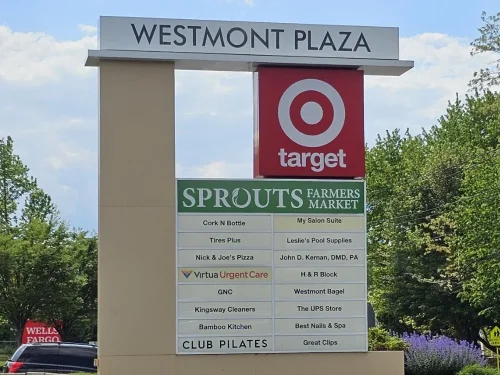 WESTMONT PLAZA
target
SPROUTS FARMERS MARKET
Cork N Bottle
My Salon Suite
Tires Plus
Leslie's Pool Supplies
Nick & Joe's Pizza
John D. Kernan, DMD, PA
Virtua Urgent Care
H & R Block
GNC
Westmont Bagel
Kingsway Cleaners
The UPS Store
Bamboo Kitchen
Best Nails & Spa
CLUB PILATES
Great Clips
WELLS
FARGO